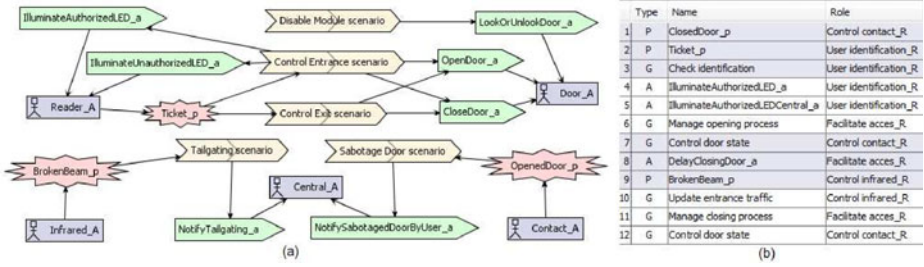 IlluminateAuthorizedLED_a
Disable Module scenario
LookOrUnlookDoor_a
IlluminateUnauthorizedLED_a
Control Entrance scenario
OpenDoor_a
Reader_A
Ticket_p
Control Exit scenario
CloseDoor_a
Door_A
BrokenBeam_p
Tailgating scenario
Sabotage Door scenario
OpenedDoor_p
Central_A
Infrared_A
NotifyTailgating_a
NotifySabotagedDoorByUser_a
Contact_A
(a)
Type Name Role
1 P ClosedDoor_p Control contact_R
2 P Ticket_p User identification_R
3 G Check identification User identification_R
4 A IlluminateAuthorizedLED_a User identification_R
5 A IlluminateAuthorizedLEDCentral_a User identification_R
6 G Manage opening process Facilitate acces_R
7 G Control door state Control contact_R
8 A DelayClosingDoor_a Facilitate acces_R
9 P BrokenBeam_p Control infrared_R
10 G Update entrance traffic Control infrared_R
11 G Manage closing process Facilitate acces_R
12 G Control door state Control contact_R
(b)